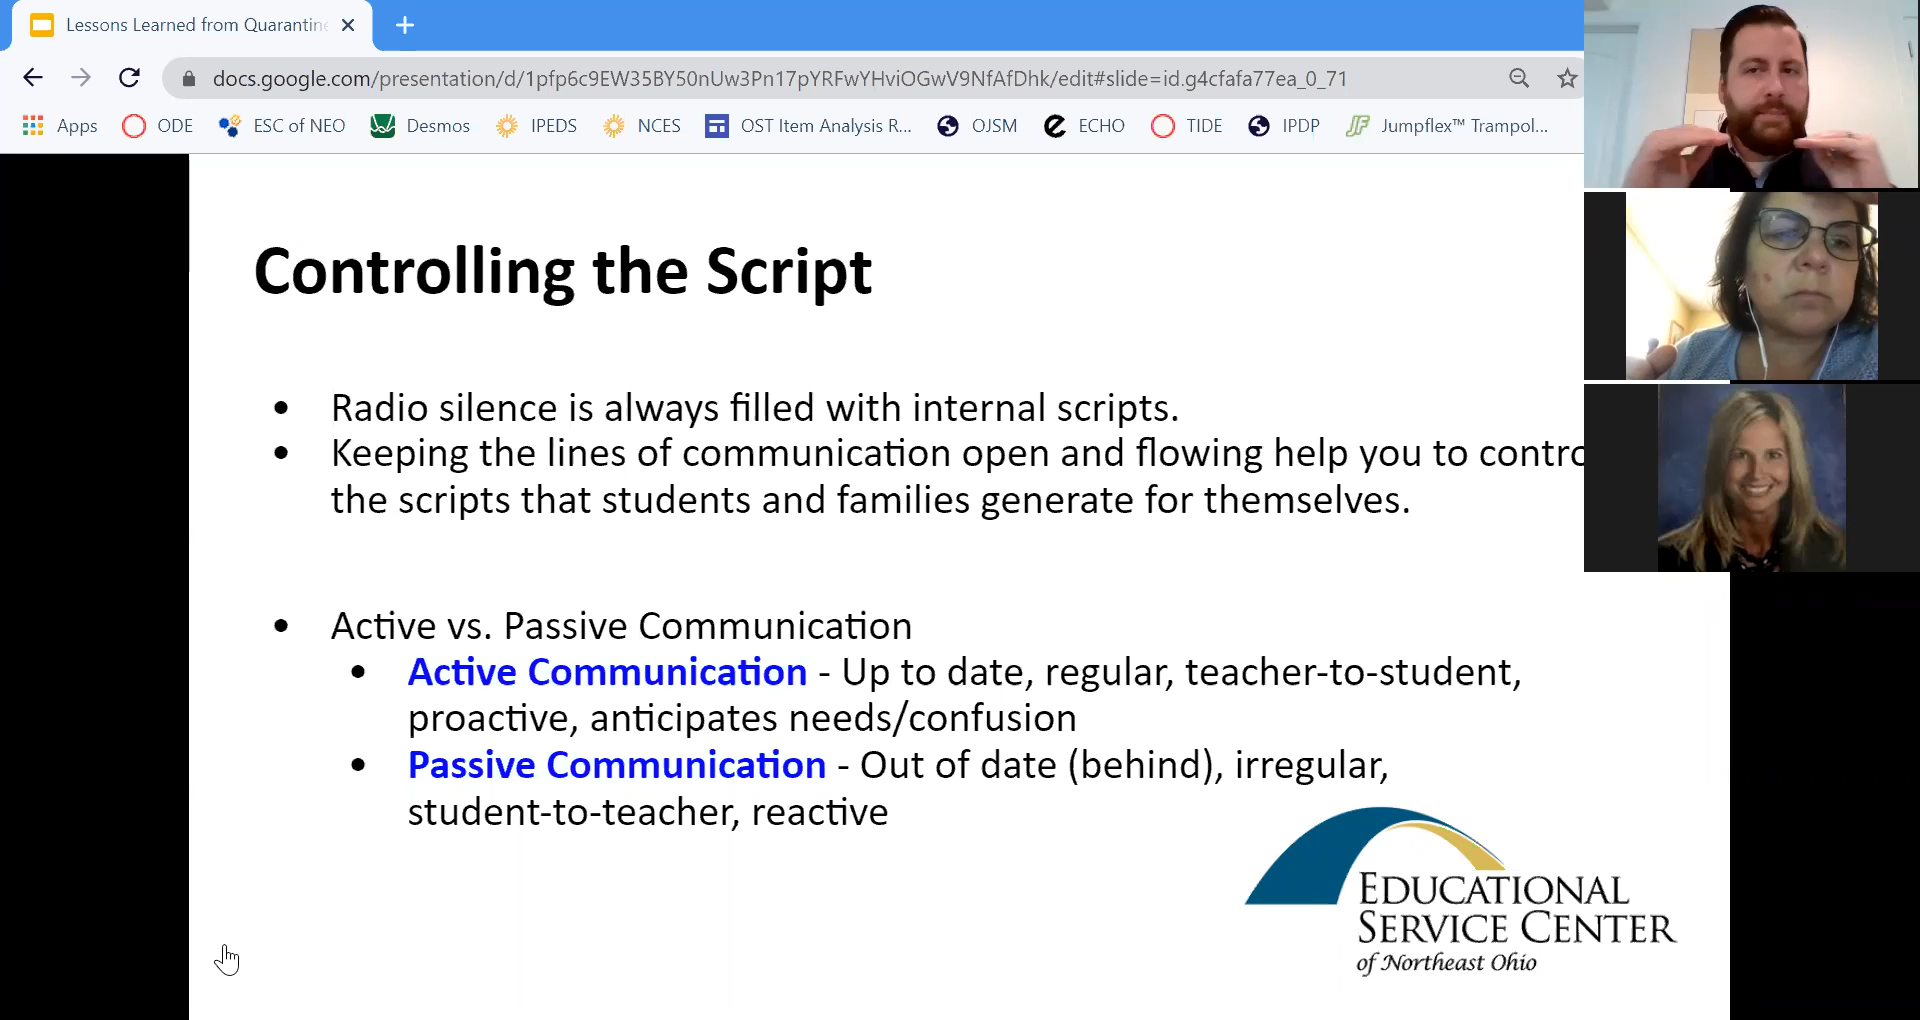 Lessons Learned from Quarantin
docs.google.com/presentation/d/1pfp6c9EW35BY50nUw3Pn17pYRFwYHviOGwV9NfAfDhk/edit#slide=id.g4cfafa77ea_0_71
Apps ODE ESC of NEO Desmos IPEDS NCES OST Item Analysis R... OJSM ECHO TIDE IPDP Jumpflex™ Trampol...
Controlling the Script
• Radio silence is always filled with internal scripts.
• Keeping the lines of communication open and flowing help you to contro
the scripts that students and families generate for themselves.
• Active vs. Passive Communication
• Active Communication - Up to date, regular, teacher-to-student,
proactive, anticipates needs/confusion
• Passive Communication - Out of date (behind), irregular,
student-to-teacher, reactive
EDUCATIONAL
SERVICE CENTER
of Northeast Ohio